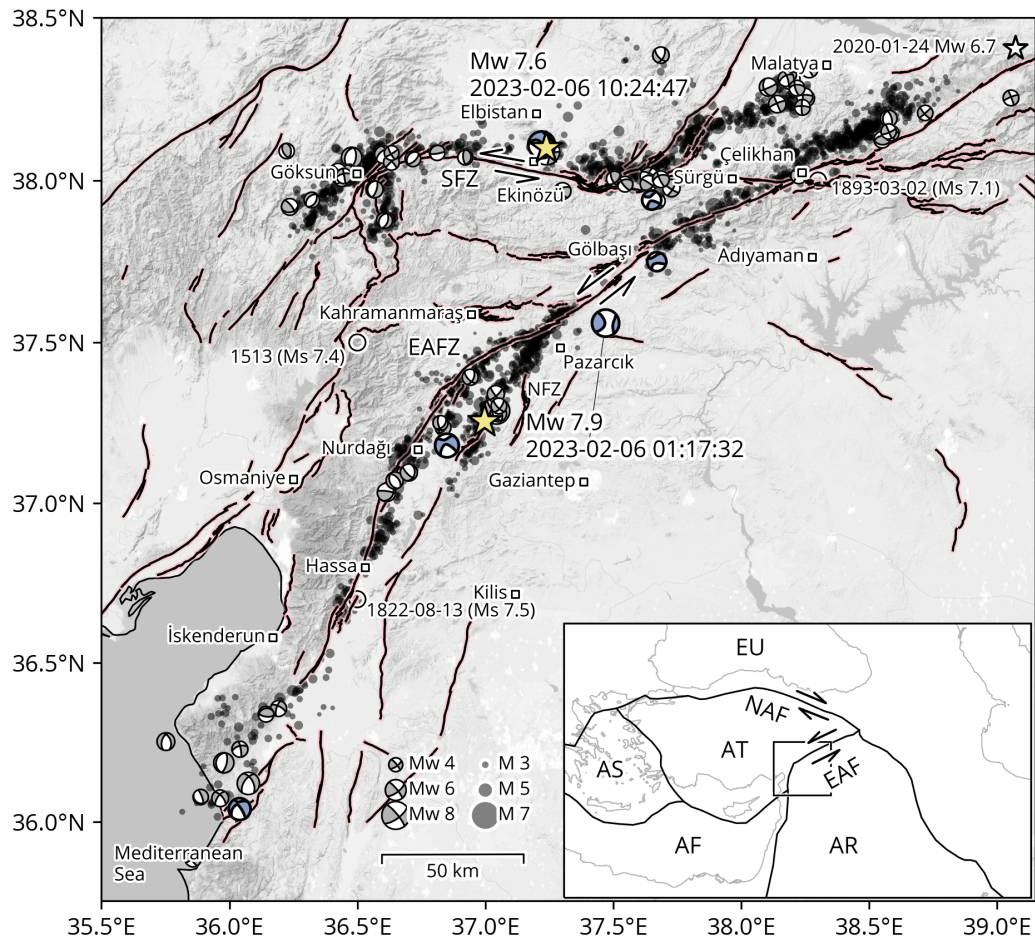 38.5°N
38.0°N
37.5°N
37.0°N
36.5°N
36.0°N
2020-01-24 Mw 6.7
Mw 7.6
2023-02-06 10:24:47
Malatya
Elbistan
Çelikhan
Göksun
SFZ
Sürgü
Ekinözü
1893-03-02 (Ms 7.1)
Gölbaşı
Adıyaman
Kahramanmaraş
1513 (Ms 7.4)
EAFZ
Pazarcık
NFZ
Mw 7.9
2023-02-06 01:17:32
Nurdağı
Osmaniye
Gaziantep
Hassa
Kilis
1822-08-13 (Ms 7.5)
İskenderun
EU
NAF
AT
AS
EAF
AF
AR
Mw 4
M 3
Mw 6
M 5
Mw 8
M 7
50 km
Mediterranean
Sea
35.5°E
36.0°E
36.5°E
37.0°E
37.5°E
38.0°E
38.5°E
39.0°E